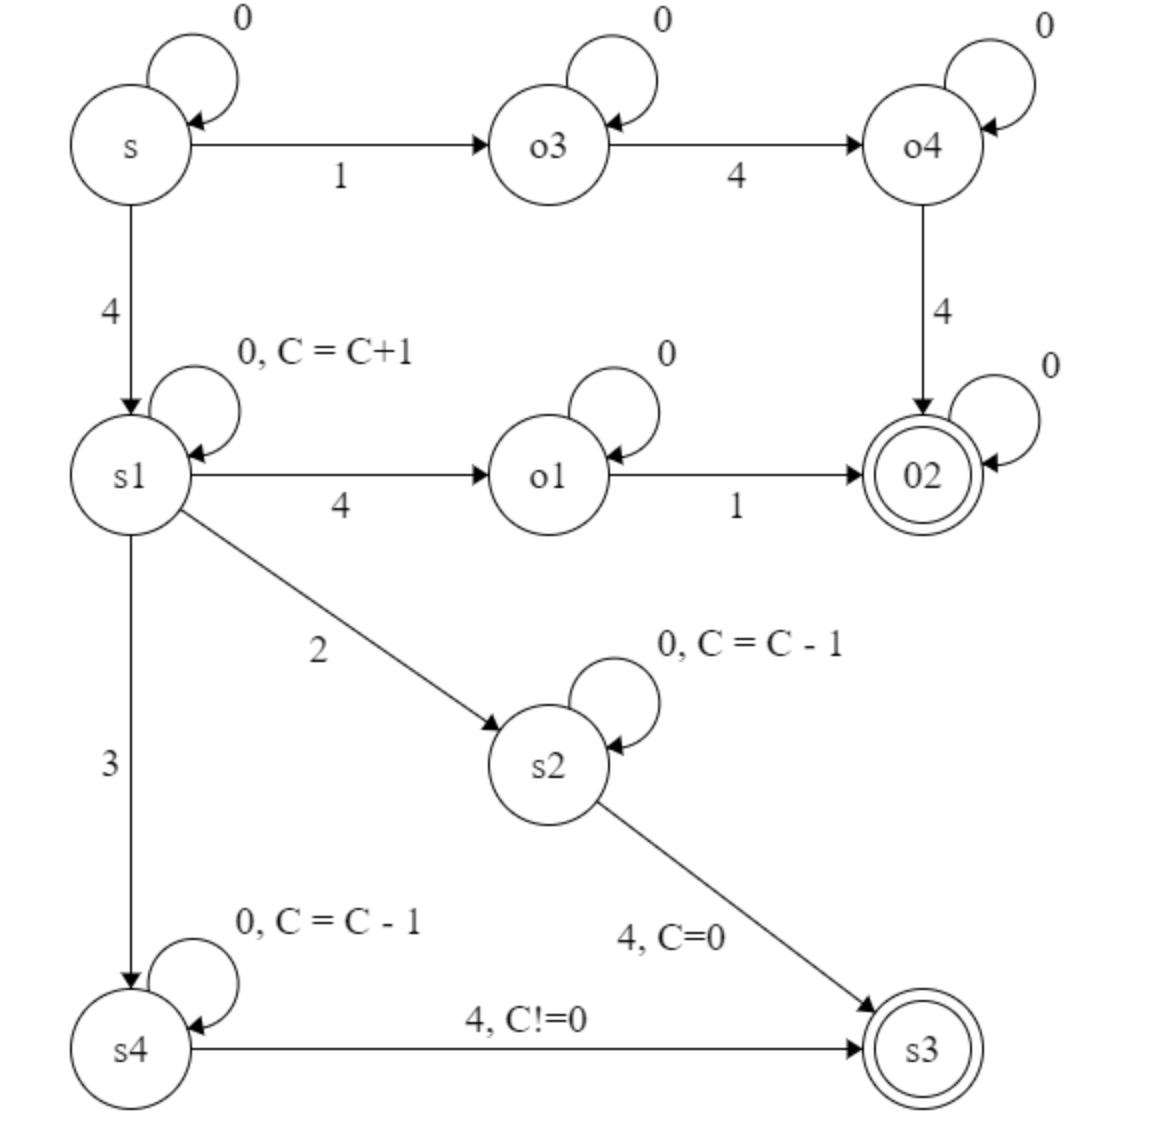 0
0
0
s
1
o3
4
o4
4
4
0, C = C+1
0
0
s1
4
o1
1
02
2
0, C = C - 1
3
s2
0, C = C - 1
4, C=0
4, C!=0
s4
s3